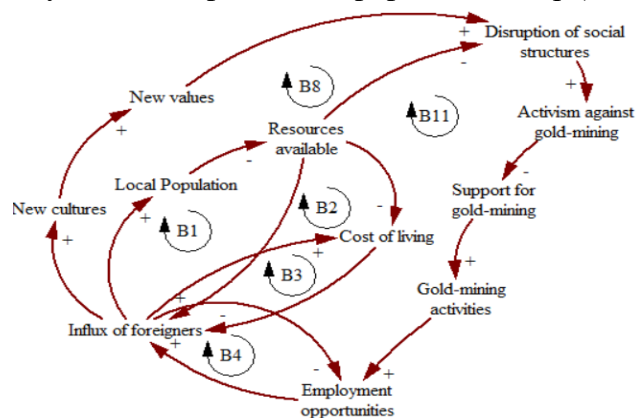 Disruption of social
structures
+
-
+
B8
B11
New values
Activism against
gold-mining
+
Resources
available
-
-
Local Population
Support for
gold-mining
New cultures
B2
-
+
B1
Cost of living
+
+
+
B3
Gold-mining
activities
+
-
Influx of foreigners
+
B4
-
+
Employment
opportunities